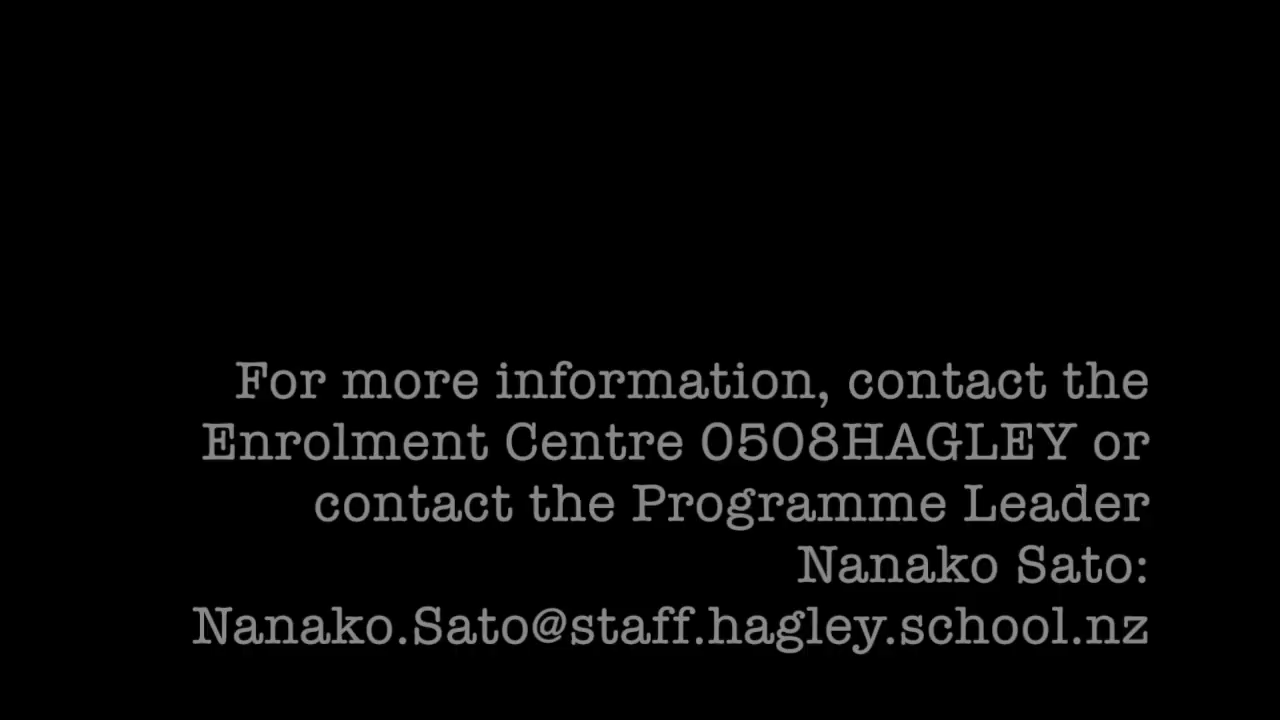 For more information, contact the
Enrolment Centre 0508HAGLEY or
contact the Programme Leader
Nanako Sato:
Nanako.Sato@staff.hagley.school.nz